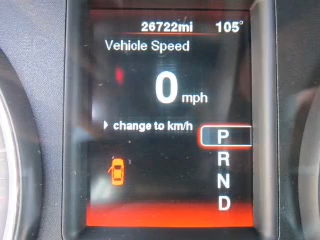 26722mi 105°
Vehicle Speed
0 mph
change to km/h
P
R
N
D